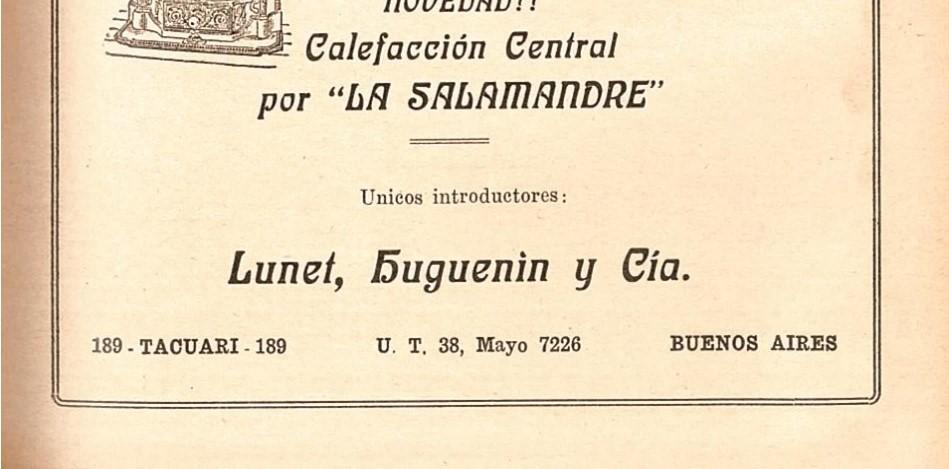 NOVEDAD!!
Calefacción Central
por "LA SALAMANDRE"
Unicos introductores:
Lunet, Huguenin y Cía.
189 - TACUARI - 189 U. T. 38, Mayo 7226 BUENOS AIRES